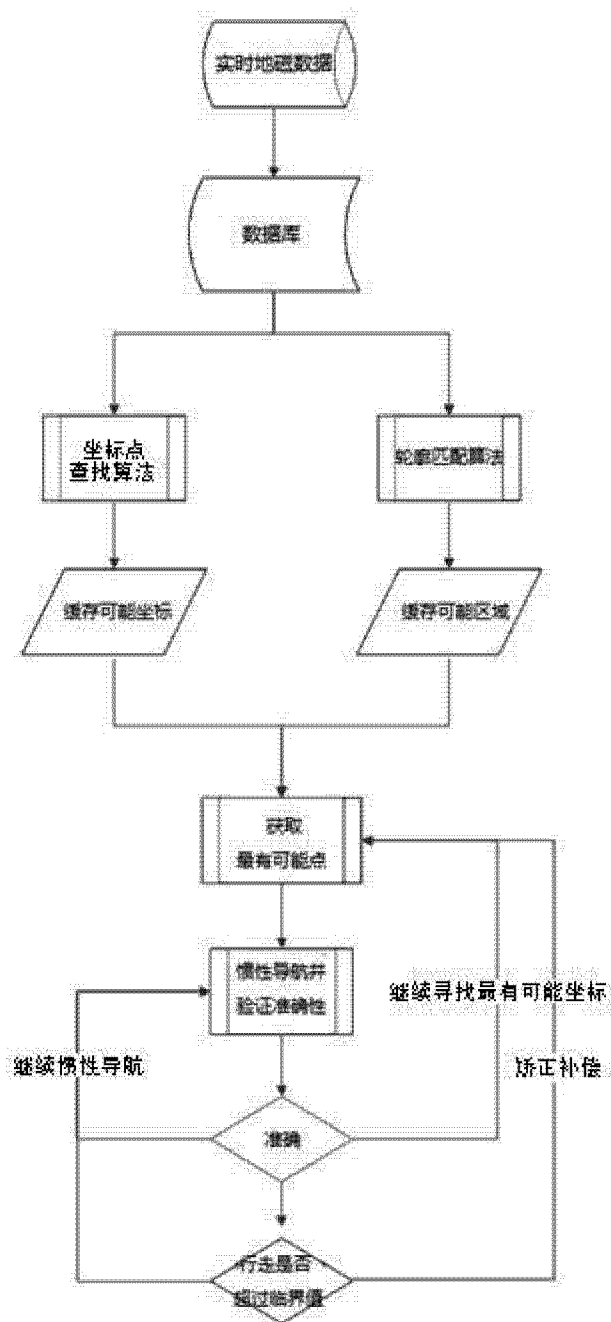 实时地磁数据
数据库
坐标点
查找算法
轮廓匹配算法
缓存可能坐标
缓存可能区域
获取
最有可能点
惯性导航并
验证准确性
继续寻找最有可能坐标
继续惯性导航
矫正补偿
准确
行走是否
超过临界值